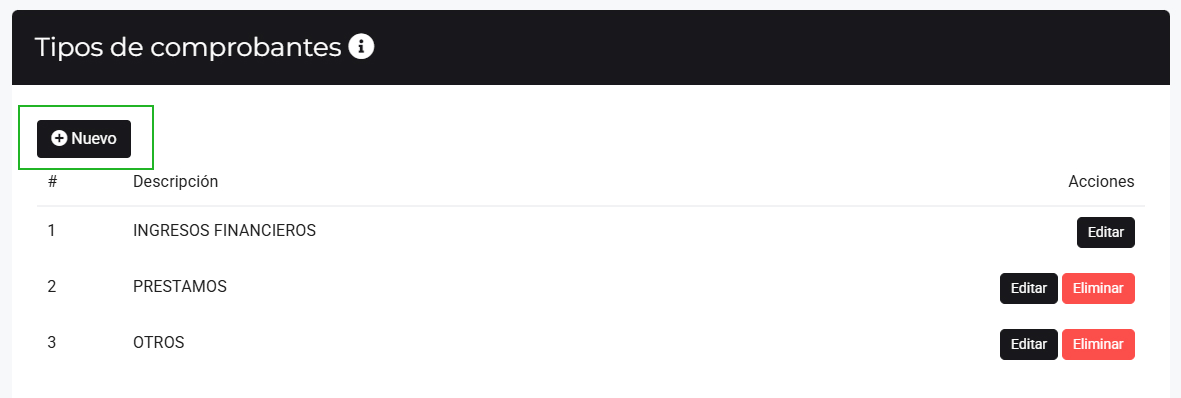 Tipos de comprobantes
Nuevo
# Descripción Acciones
1 INGRESOS FINANCIEROS Editar
2 PRESTAMOS Editar Eliminar
3 OTROS Editar Eliminar